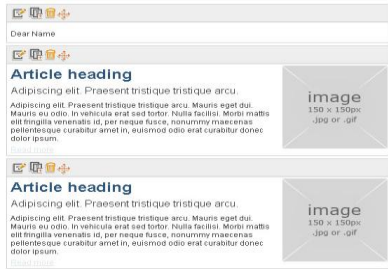 Dear Name
Article heading
Adipiscing elit. Praesent tristique tristique arcu.
Adipiscing elit. Praesent tristique tristique arcu. Mauris eget dui.
Mauris eu odio. In vehicula erat sed tortor. Nulla facilisi. Morbi mattis
elit fringilla venenatis id, per neque fusce, nonummy maecenas
pellentesque curabitur amet in, euismod odio erat curabitur donec
dolor ipsum.
Read more
image
150 x 150px
.jpg or .gif
Article heading
Adipiscing elit. Praesent tristique tristique arcu.
Adipiscing elit. Praesent tristique tristique arcu. Mauris eget dui.
Mauris eu odio. In vehicula erat sed tortor. Nulla facilisi. Morbi mattis
elit fringilla venenatis id, per neque fusce, nonummy maecenas
pellentesque curabitur amet in, euismod odio erat curabitur donec
dolor ipsum.
Read more
image
150 x 150px
.jpg or .gif